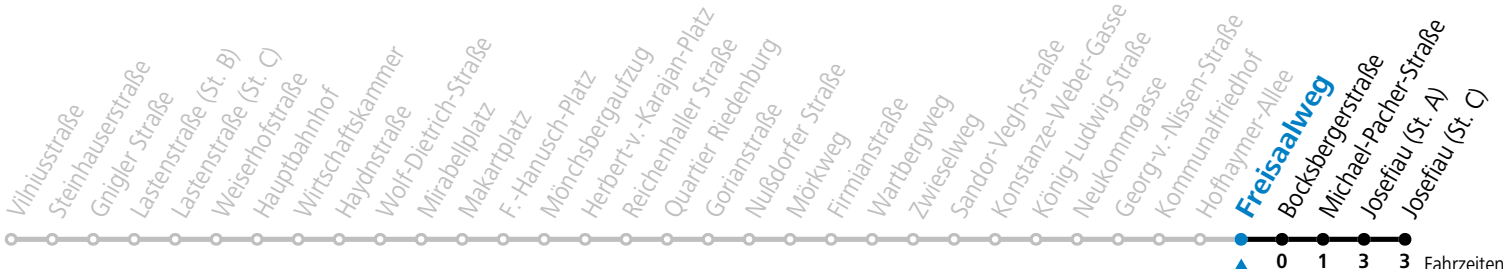 Vilniusstraße
Steinhauserstraße
Gnigler Straße
Lastenstraße (St. B)
Lastenstraße (St. C)
Weiserhofstraße
Hauptbahnhof
Wirtschaftskammer
Haydnstraße
Wolf-Dietrich-Straße
Mirabellplatz
Makartplatz
F.-Hanusch-Platz
Mönchsbergaufzug
Herbert-v.-Karajan-Platz
Reichenhaller Straße
Quartier Riedenburg
Gorianstraße
Nußdorfer Straße
Mörkweg
Firmianstraße
Wartbergweg
Zwieselweg
Sandor-Vegh-Straße
Konstanze-Weber-Gasse
König-Ludwig-Straße
Neukommgasse
Georg-v.-Nissen-Straße
Kommunalfriedhof
Hofhaymer-Allee
Freisaalweg
Bocksbergerstraße
Michael-Pacher-Straße
Josefiau (St. A)
Josefiau (St. C)
0 1 3 3 Fahrzeiten